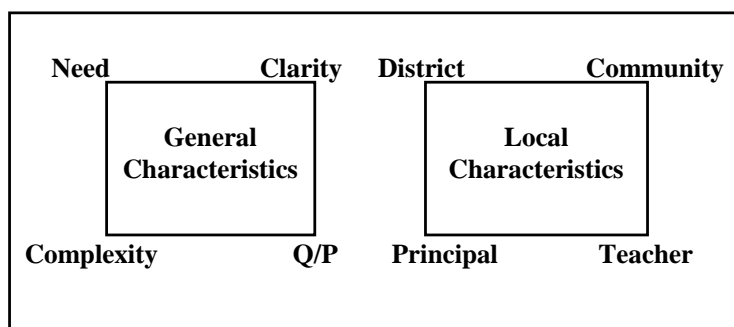 Need Clarity District Community
General Characteristics
Local Characteristics
Complexity Q/P Principal Teacher